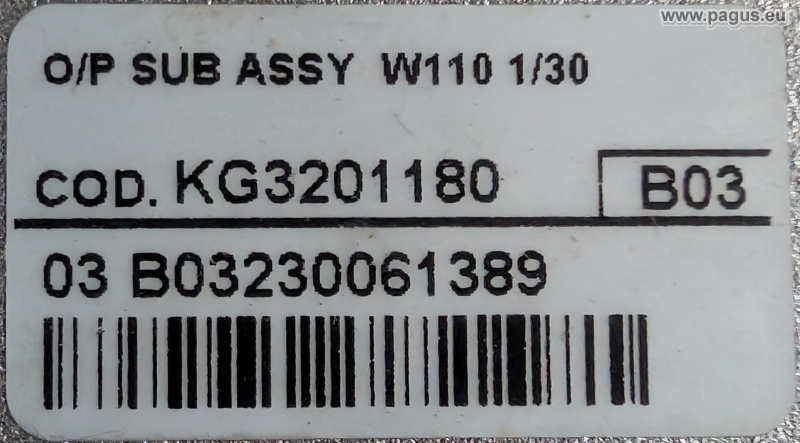 www.pagus.eu
O/P SUB ASSY W110 1/30
COD. KG3201180 B03
03 B03230061389